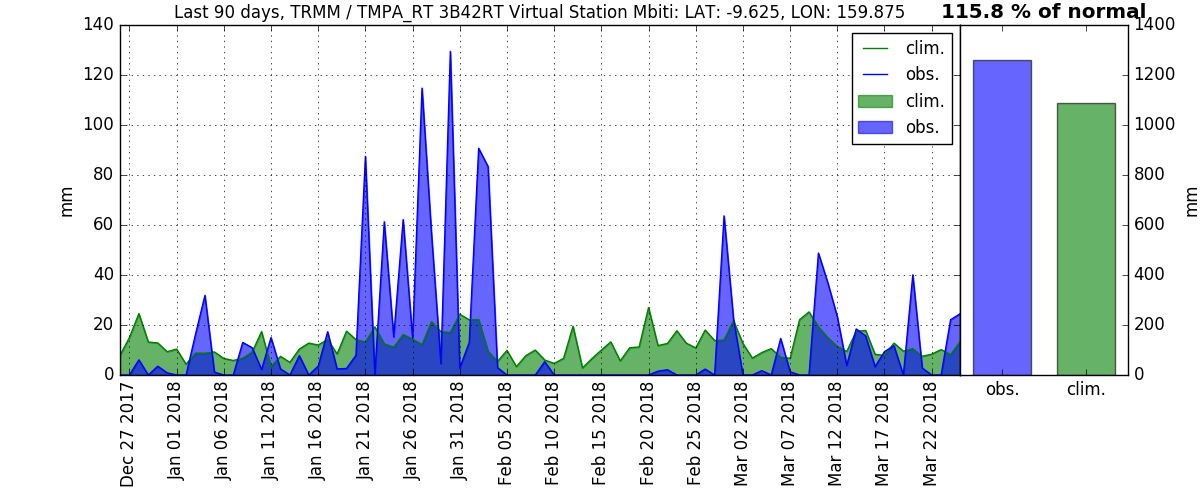 Last 90 days, TRMM / TMPA_RT 3B42RT Virtual Station Mbiti: LAT: -9.625, LON: 159.875
115.8 % of normal
140
120
100
80
60
40
20
0
mm
clim.
obs.
clim.
obs.
1400
1200
1000
800
600
400
200
0
mm
obs.
clim.
Dec 27 2017
Jan 01 2018
Jan 06 2018
Jan 11 2018
Jan 16 2018
Jan 21 2018
Jan 26 2018
Jan 31 2018
Feb 05 2018
Feb 10 2018
Feb 15 2018
Feb 20 2018
Feb 25 2018
Mar 02 2018
Mar 07 2018
Mar 12 2018
Mar 17 2018
Mar 22 2018